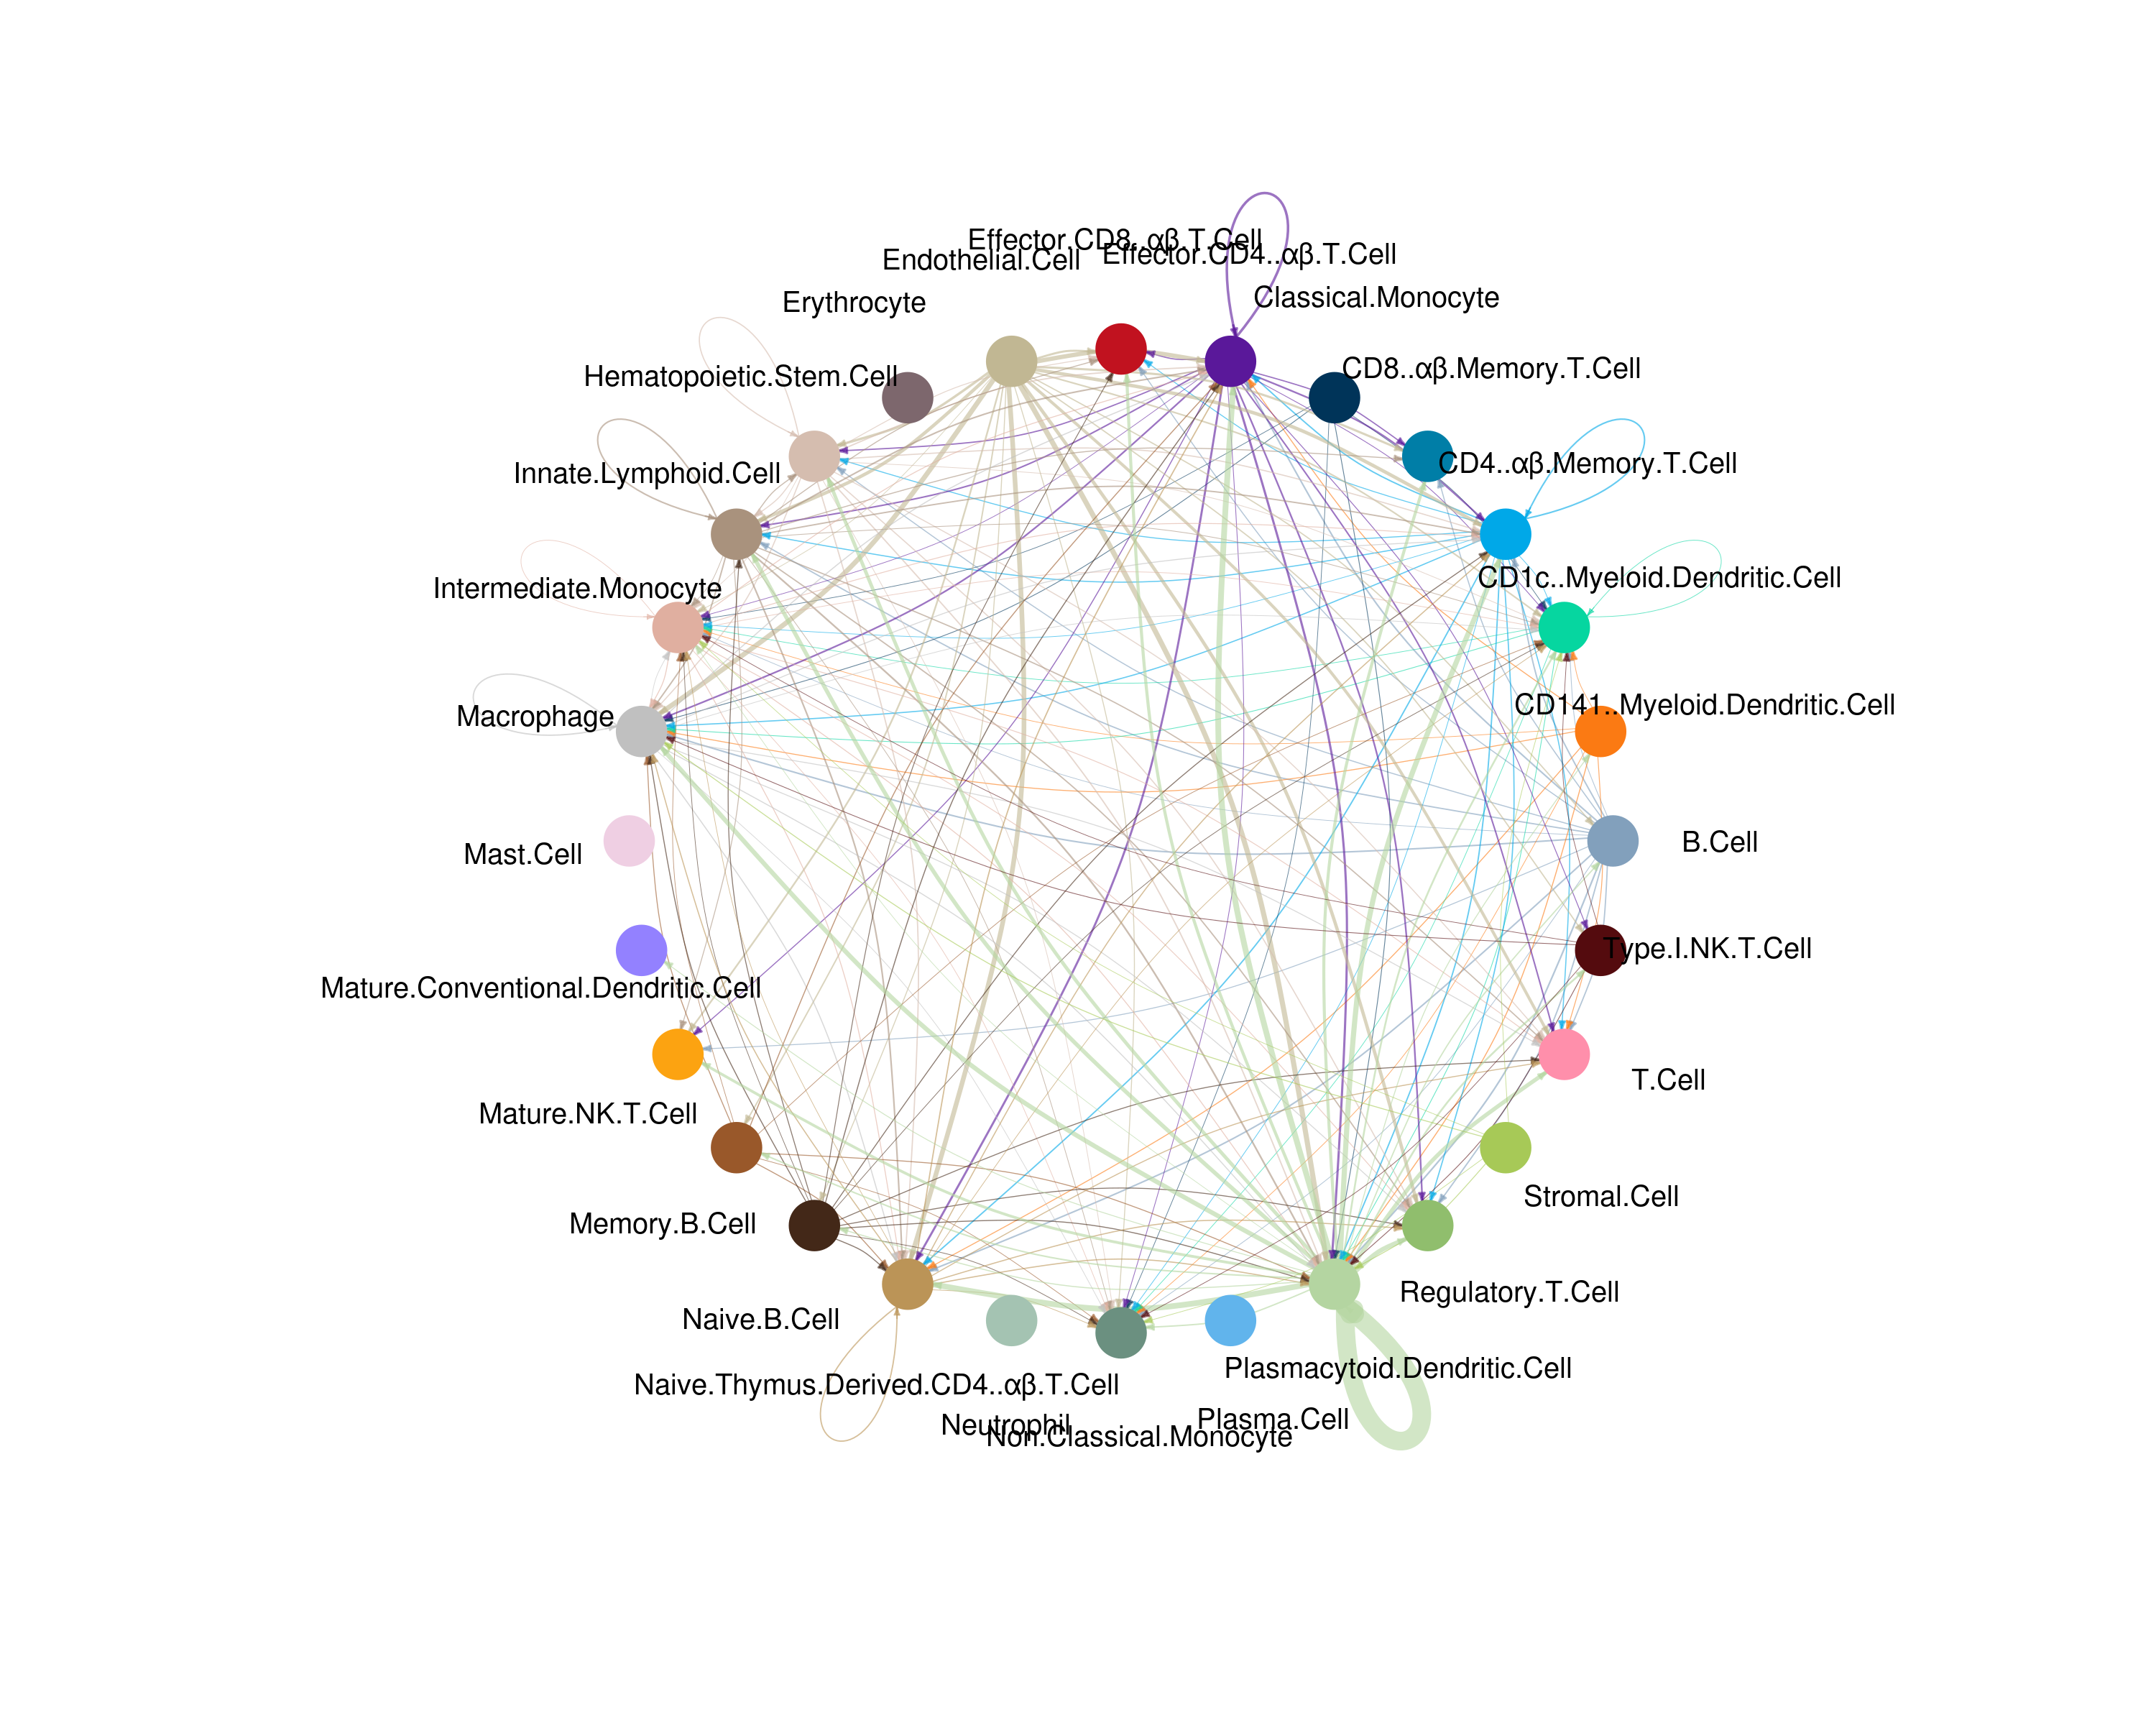 Effector.CD8..αβ.T.Cell
Effector.CD4..αβ.T.Cell
Endothelial.Cell
Classical.Monocyte
Erythrocyte
CD8..αβ.Memory.T.Cell
Hematopoietic.Stem.Cell
CD4..αβ.Memory.T.Cell
Innate.Lymphoid.Cell
CD1c..Myeloid.Dendritic.Cell
Intermediate.Monocyte
CD141..Myeloid.Dendritic.Cell
Macrophage
B.Cell
Mast.Cell
Type.I.NK.T.Cell
Mature.Conventional.Dendritic.Cell
T.Cell
Mature.NK.T.Cell
Stromal.Cell
Memory.B.Cell
Regulatory.T.Cell
Naive.B.Cell
Plasmacytoid.Dendritic.Cell
Naive.Thymus.Derived.CD4..αβ.T.Cell
Plasma.Cell
Neutrophil
Non.Classical.Monocyte